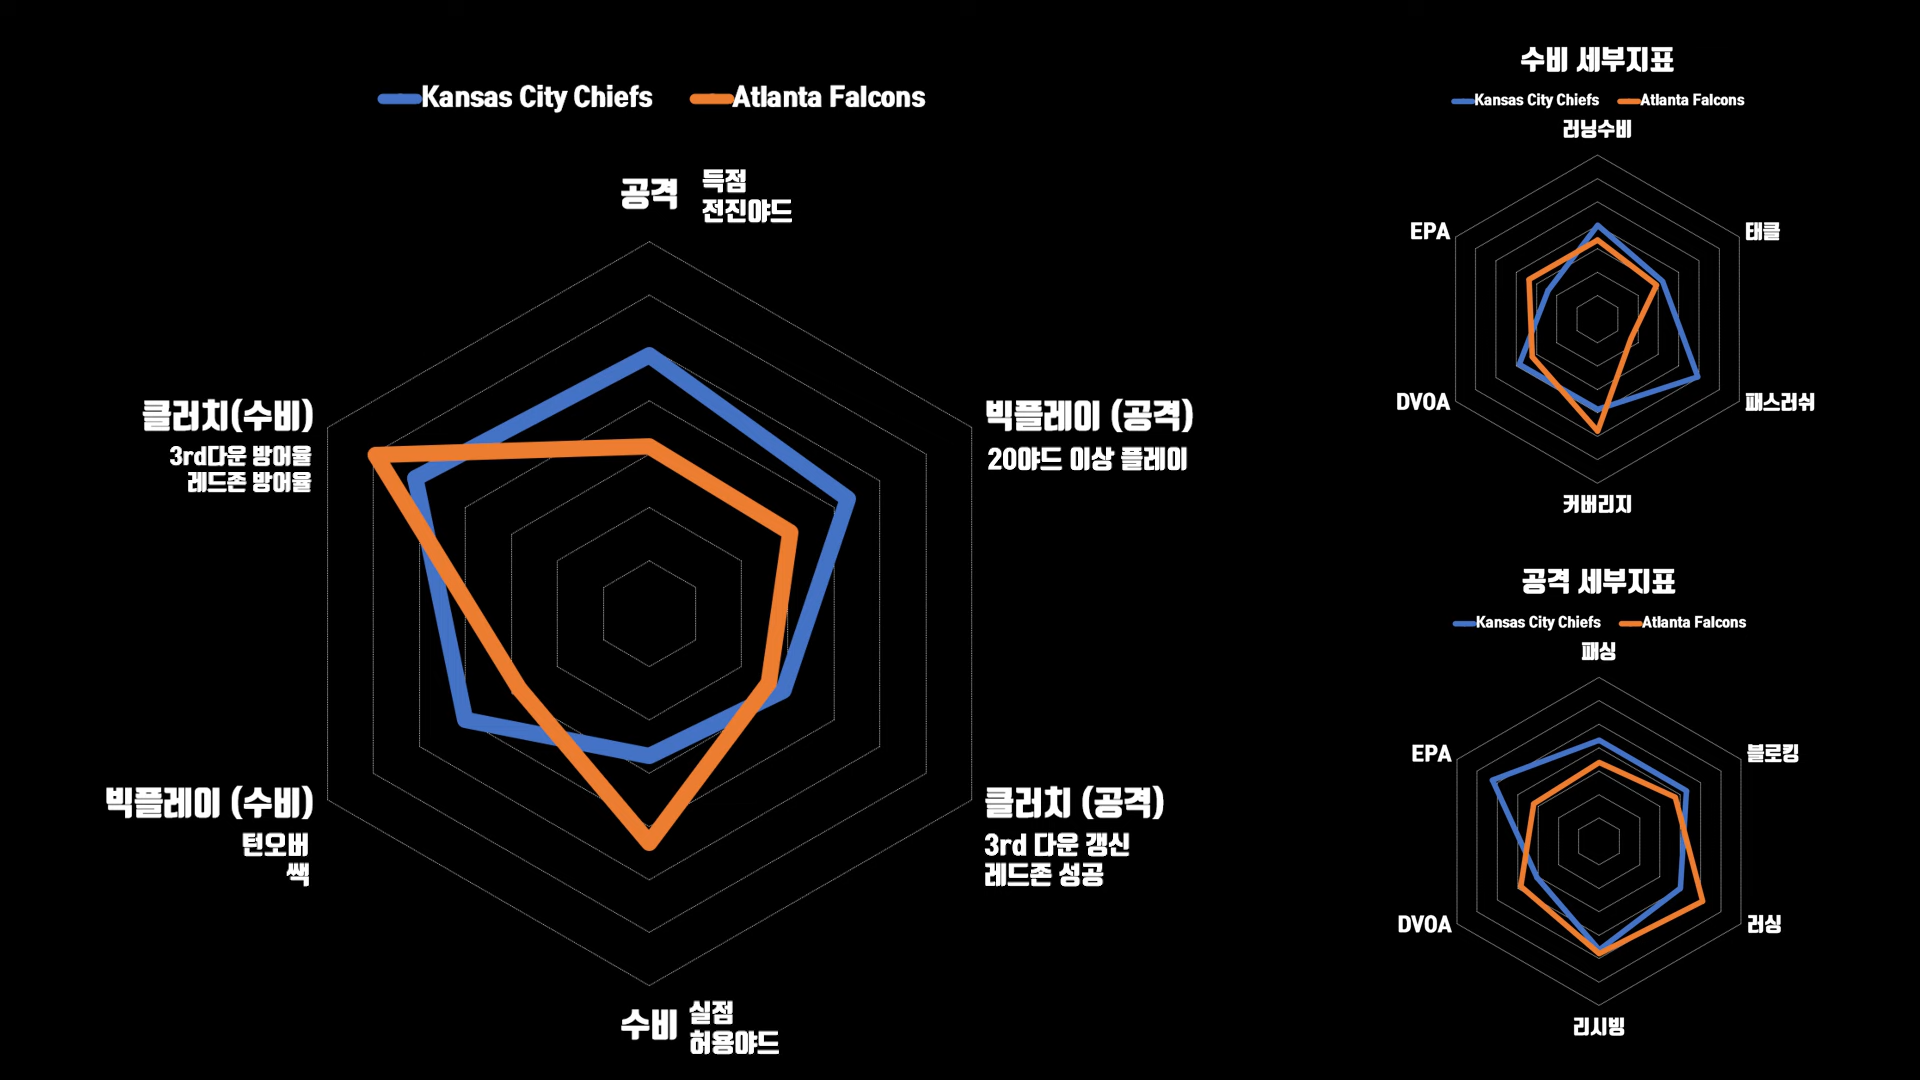 Kansas City Chiefs
Atlanta Falcons
공격
득점
전진야드
클러치(수비)
3rd다운 방어율
레드존 방어율
빅플레이 (공격)
20야드 이상 플레이
빅플레이 (수비)
턴오버
쌕
클러치 (공격)
3rd 다운 갱신
레드존 성공
수비
실점
허용야드
수비 세부지표
Kansas City Chiefs
Atlanta Falcons
러닝수비
EPA
태클
DVOA
패스러쉬
커버리지
공격 세부지표
Kansas City Chiefs
Atlanta Falcons
패싱
EPA
블로킹
DVOA
러싱
리시빙